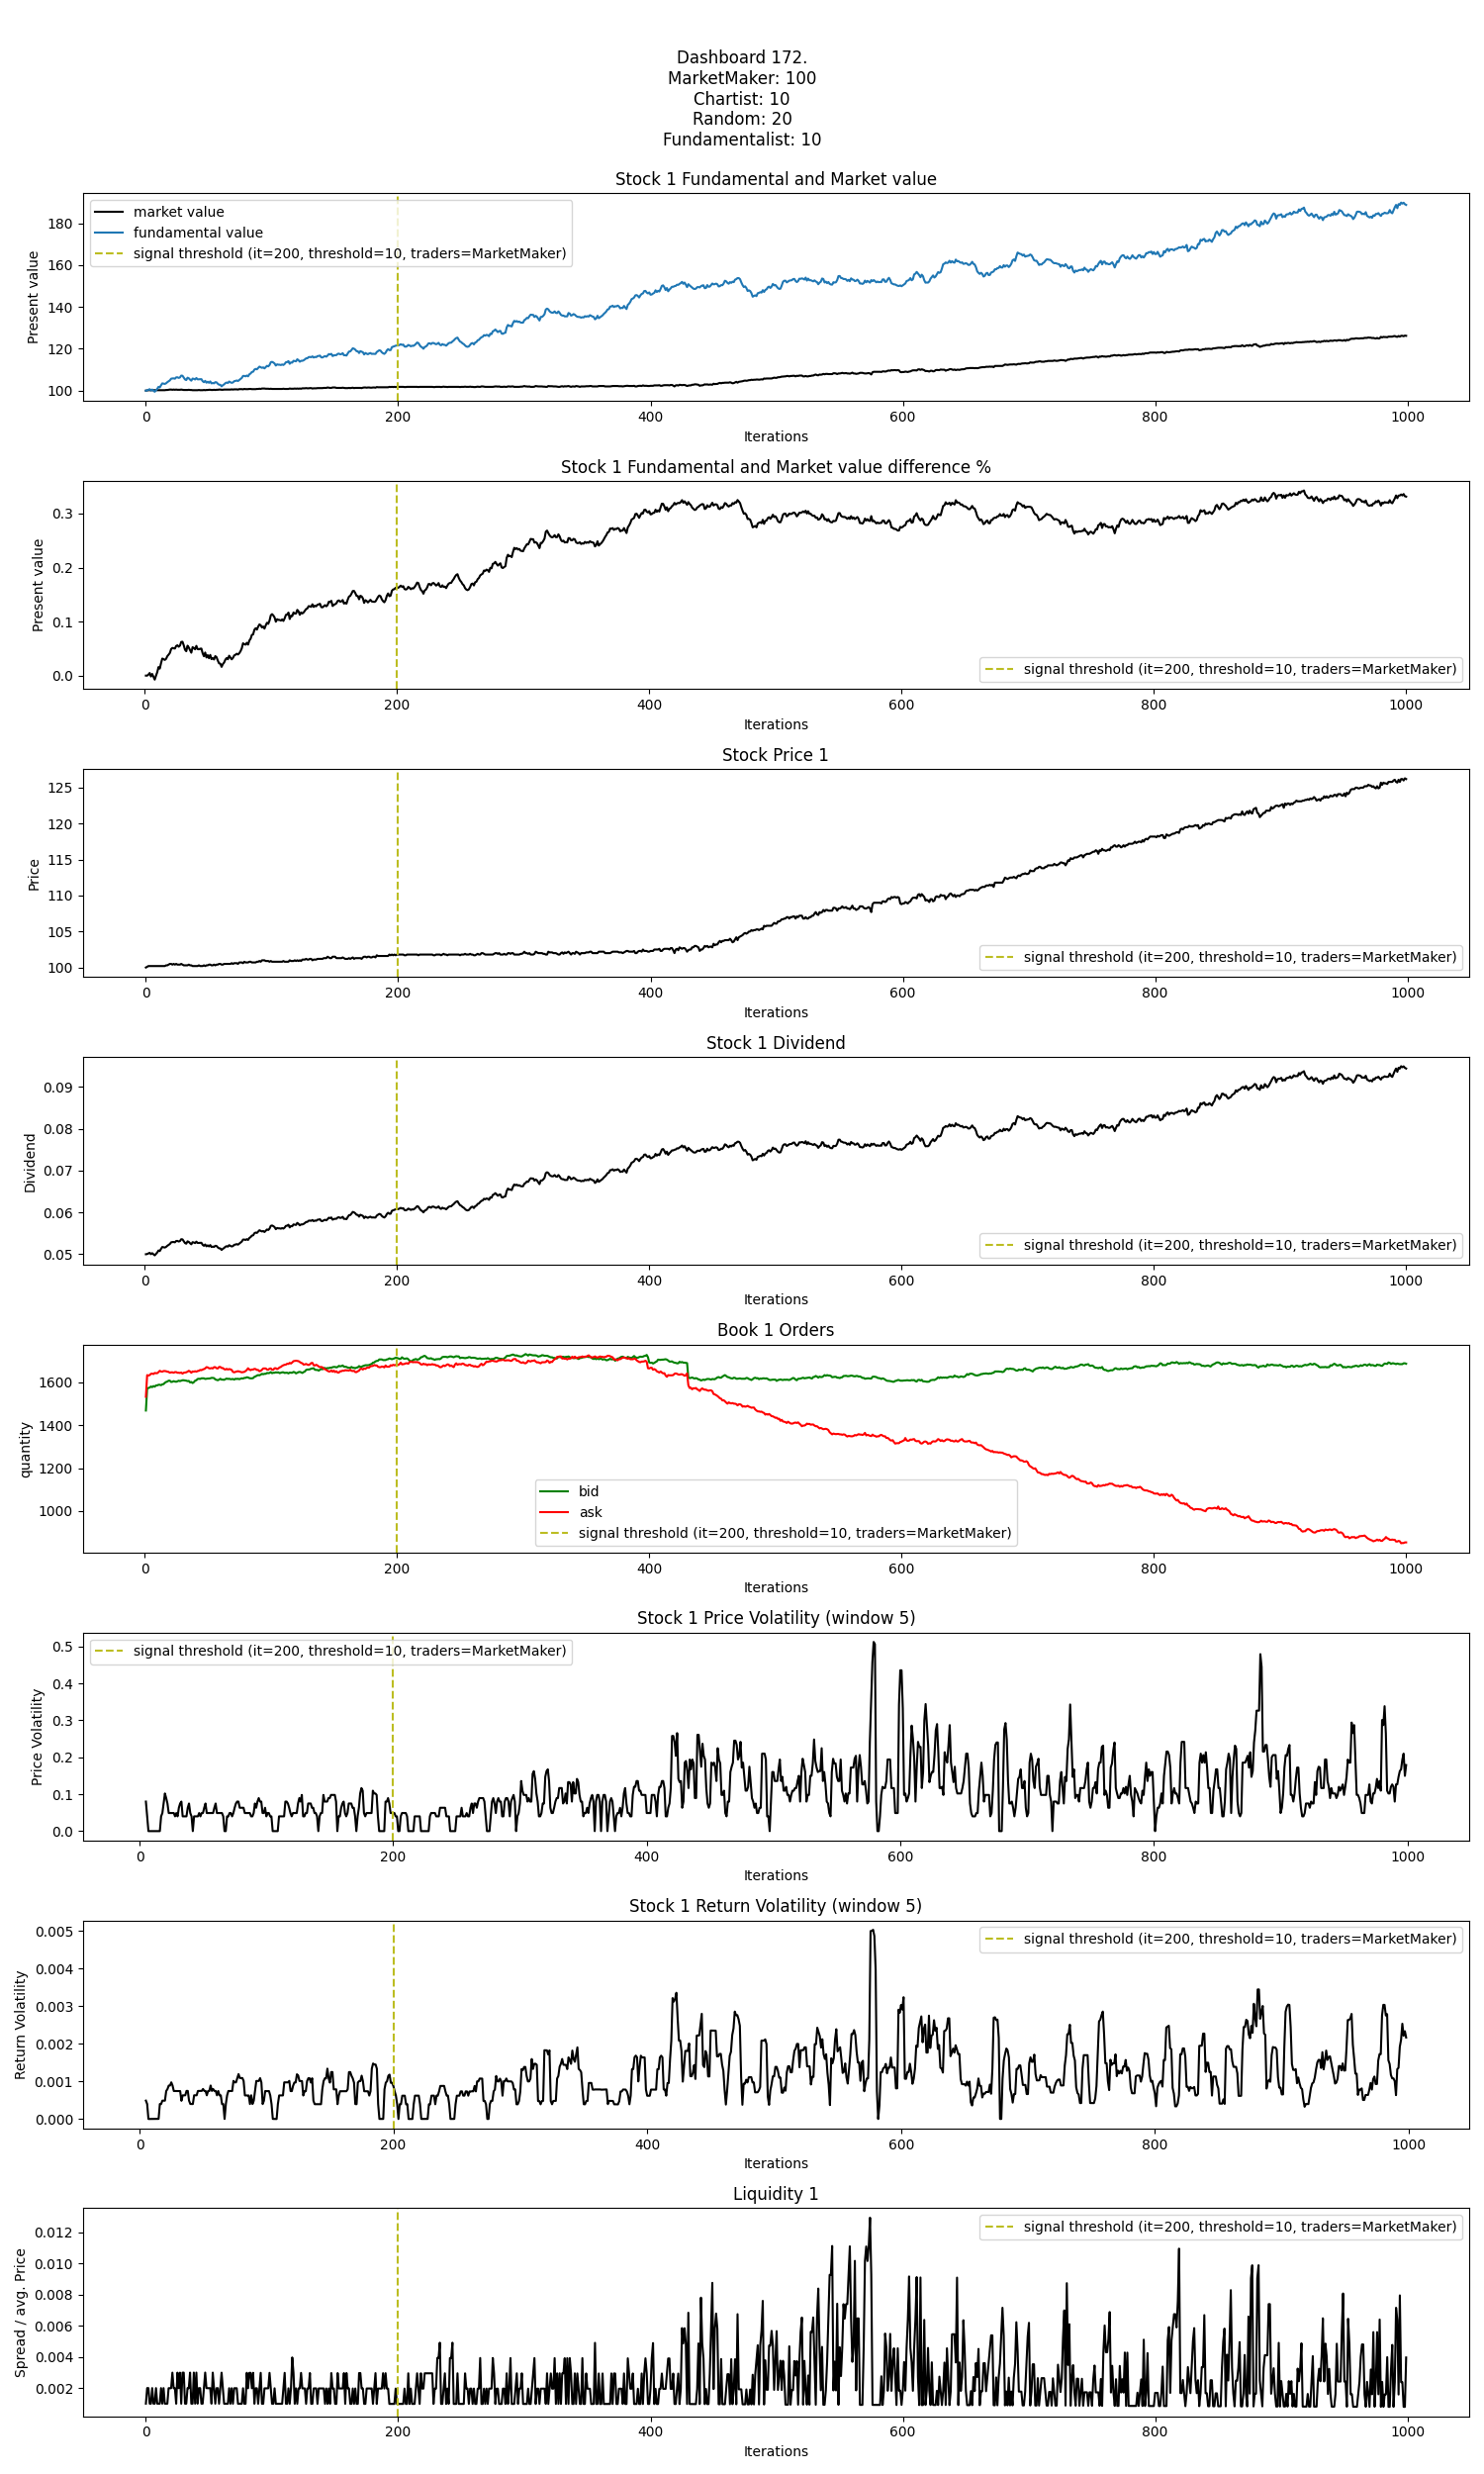 Dashboard 172.
MarketMaker: 100
Chartist: 10
Random: 20
Fundamentalist: 10
Stock 1 Fundamental and Market value
market value
fundamental value
signal threshold (it=200, threshold=10, traders=MarketMaker)
Present value
180
160
140
120
100
0 200 400 600 800 1000
Iterations
Stock 1 Fundamental and Market value difference %
Present value
0.3
0.2
0.1
0.0
signal threshold (it=200, threshold=10, traders=MarketMaker)
0 200 400 600 800 1000
Iterations
Stock Price 1
Price
125
120
115
110
105
100
signal threshold (it=200, threshold=10, traders=MarketMaker)
0 200 400 600 800 1000
Iterations
Stock 1 Dividend
Dividend
0.09
0.08
0.07
0.06
0.05
signal threshold (it=200, threshold=10, traders=MarketMaker)
0 200 400 600 800 1000
Iterations
Book 1 Orders
quantity
1600
1400
1200
1000
bid
ask
signal threshold (it=200, threshold=10, traders=MarketMaker)
0 200 400 600 800 1000
Iterations
Stock 1 Price Volatility (window 5)
signal threshold (it=200, threshold=10, traders=MarketMaker)
Price Volatility
0.5
0.4
0.3
0.2
0.1
0.0
0 200 400 600 800 1000
Iterations
Stock 1 Return Volatility (window 5)
signal threshold (it=200, threshold=10, traders=MarketMaker)
Return Volatility
0.005
0.004
0.003
0.002
0.001
0.000
0 200 400 600 800 1000
Iterations
Liquidity 1
signal threshold (it=200, threshold=10, traders=MarketMaker)
Spread / avg. Price
0.012
0.010
0.008
0.006
0.004
0.002
0 200 400 600 800 1000
Iterations